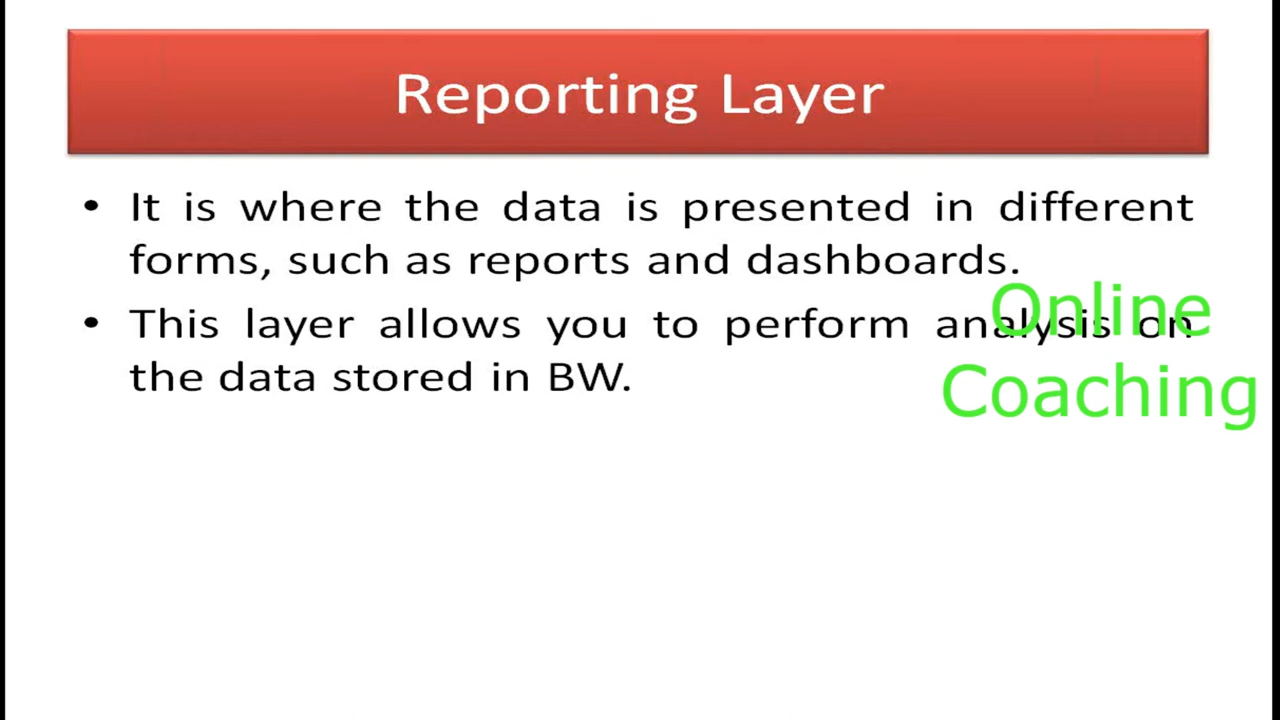 Reporting Layer
• It is where the data is presented in different
forms, such as reports and dashboards.
• This layer allows you to perform analysis on
the data stored in BW.
Online
Coaching